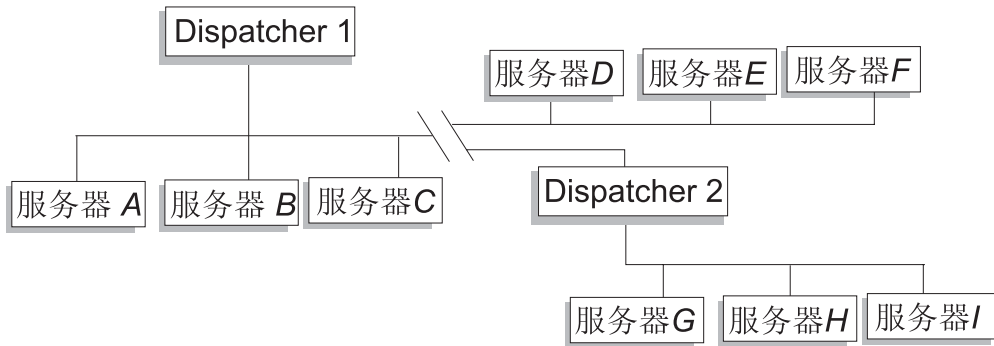 Dispatcher 1
服务器D
服务器E
服务器F
服务器 A
服务器 B
服务器C
Dispatcher 2
服务器G
服务器H
服务器I